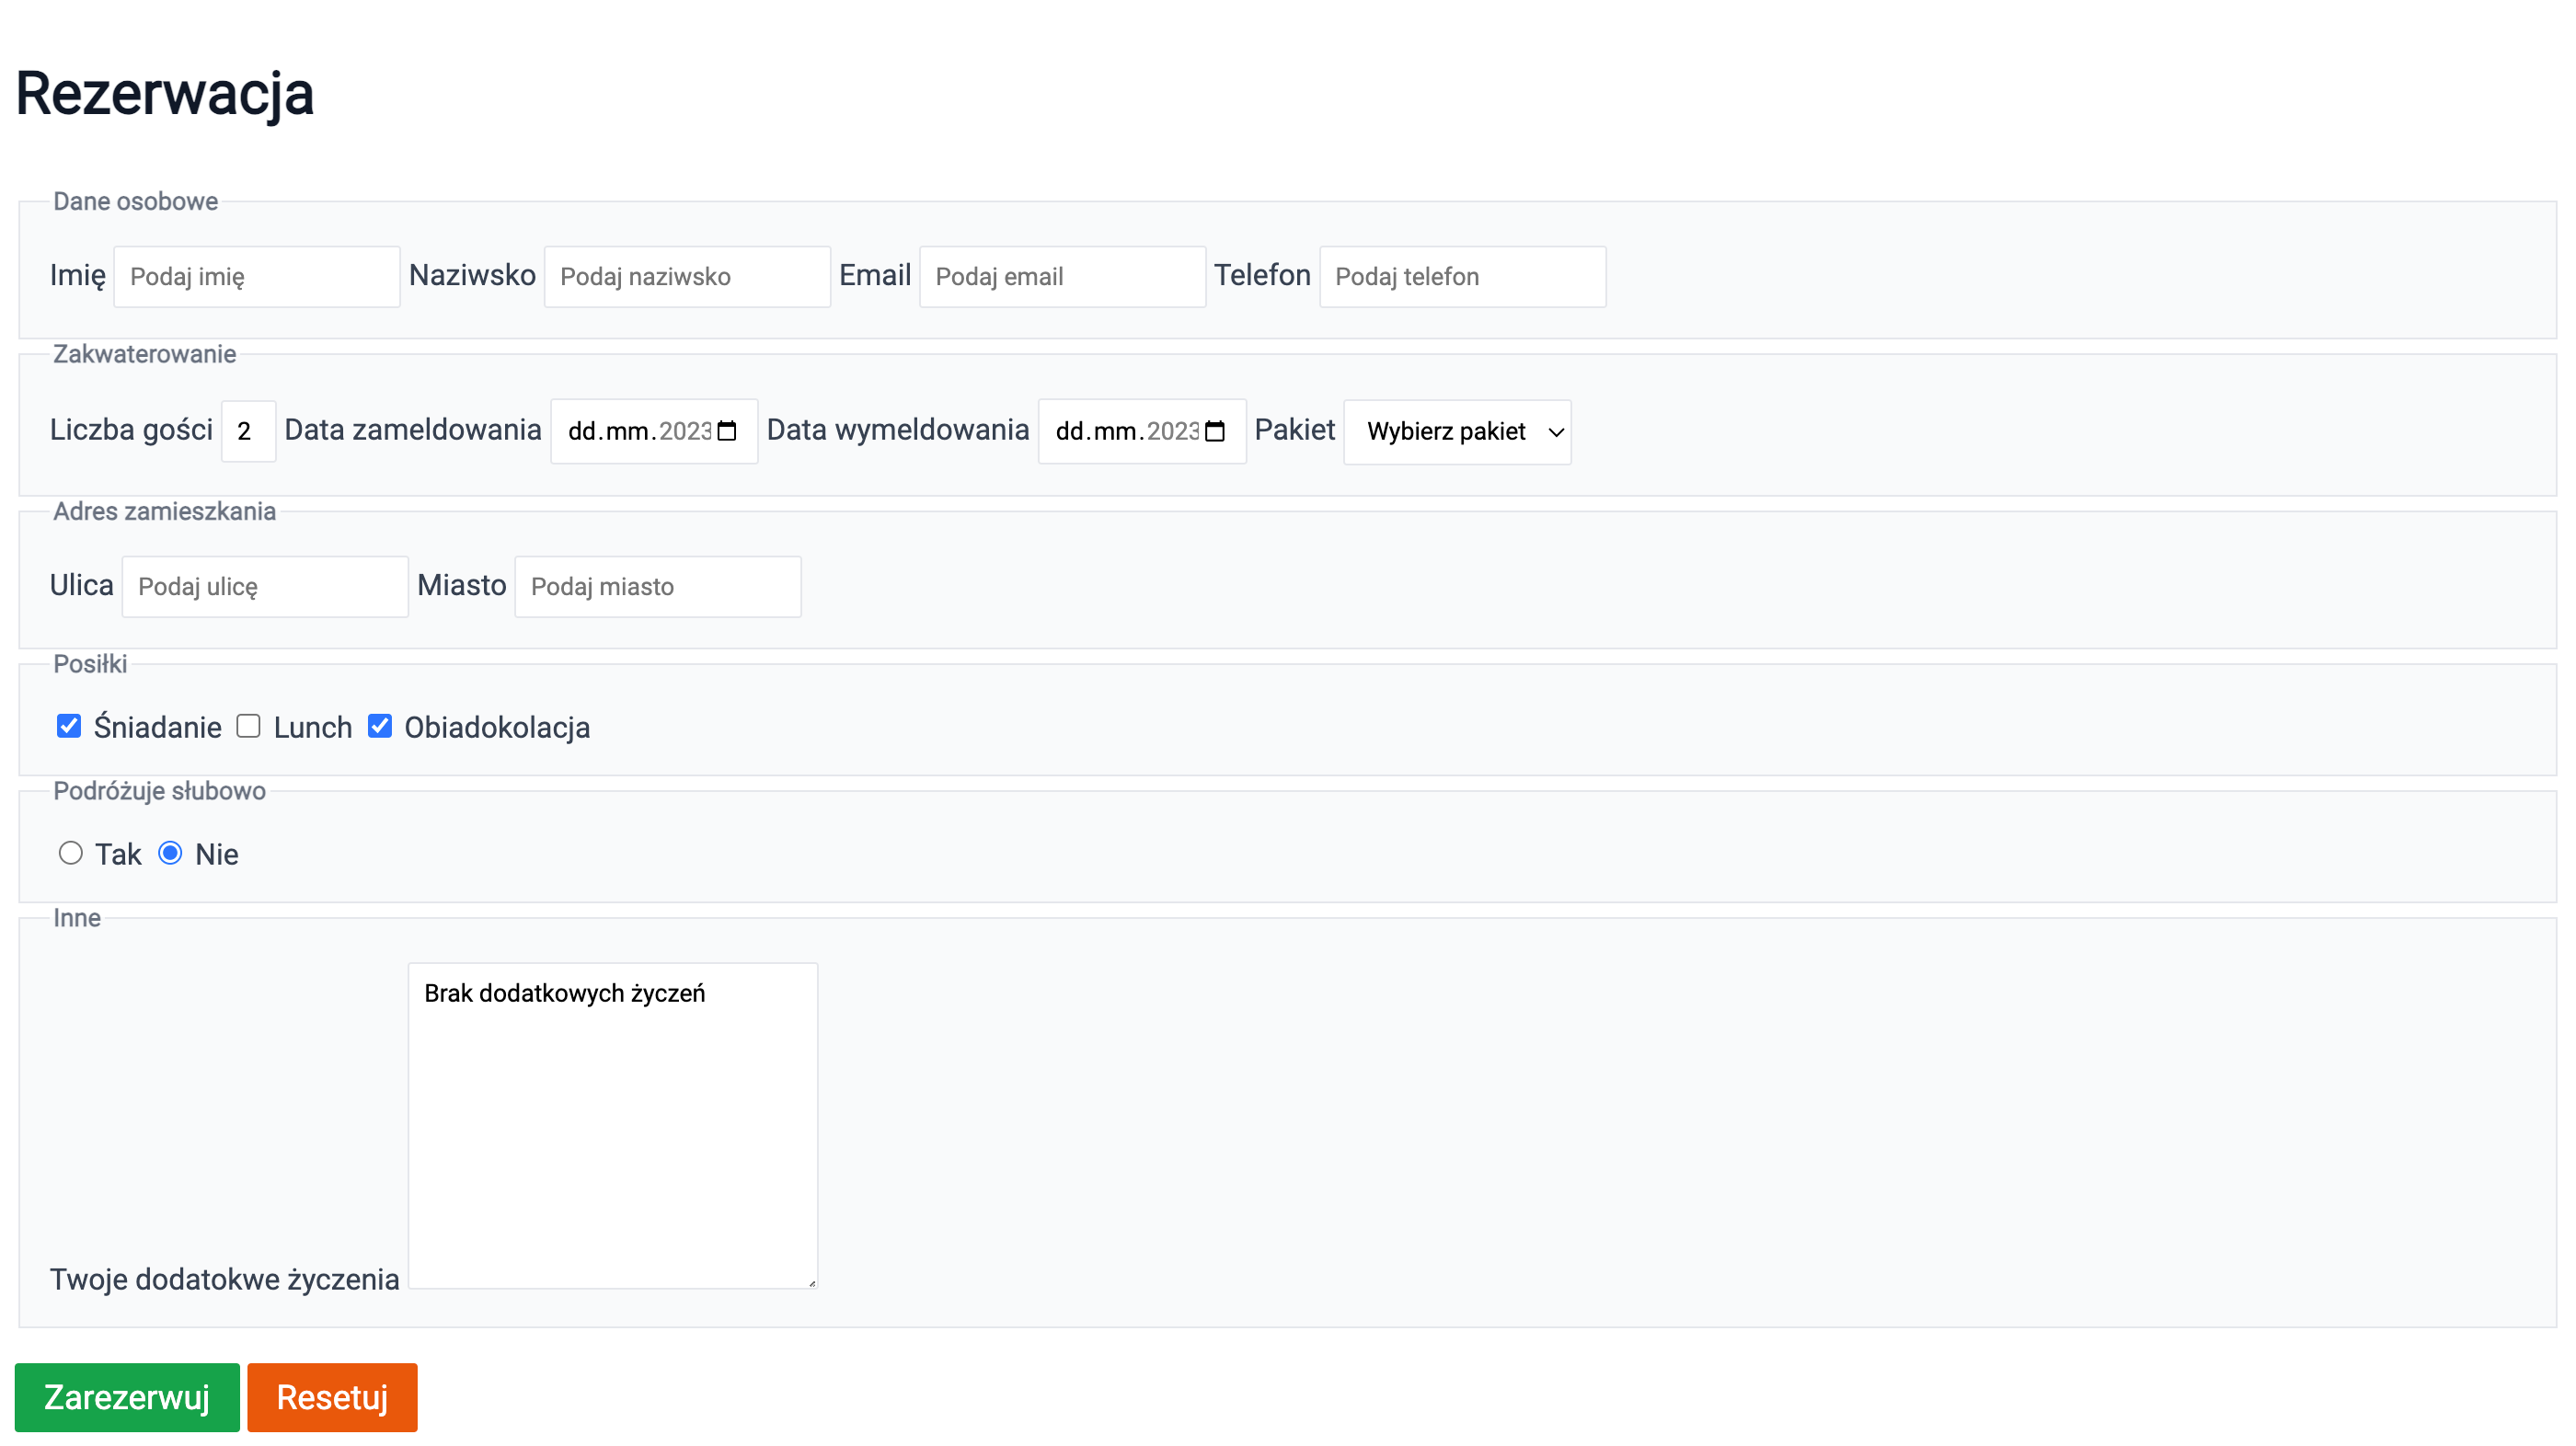 Rezerwacja
Dane osobowe
Imię Podaj imię Naziwsko Podaj naziwsko Email Podaj email Telefon Podaj telefon
Zakwaterowanie
Liczba gości 2 Data zameldowania dd.mm.2023 Data wymeldowania dd.mm.2023 Pakiet Wybierz pakiet
Adres zamieszkania
Ulica Podaj ulicę Miasto Podaj miasto
Posiłki
Śniadanie Lunch Obiadokolacja
Podróżuje słubowo
Tak Nie
Inne
Brak dodatkowych życzeń
Twoje dodatokwe życzenia
Zarezerwuj Resetuj